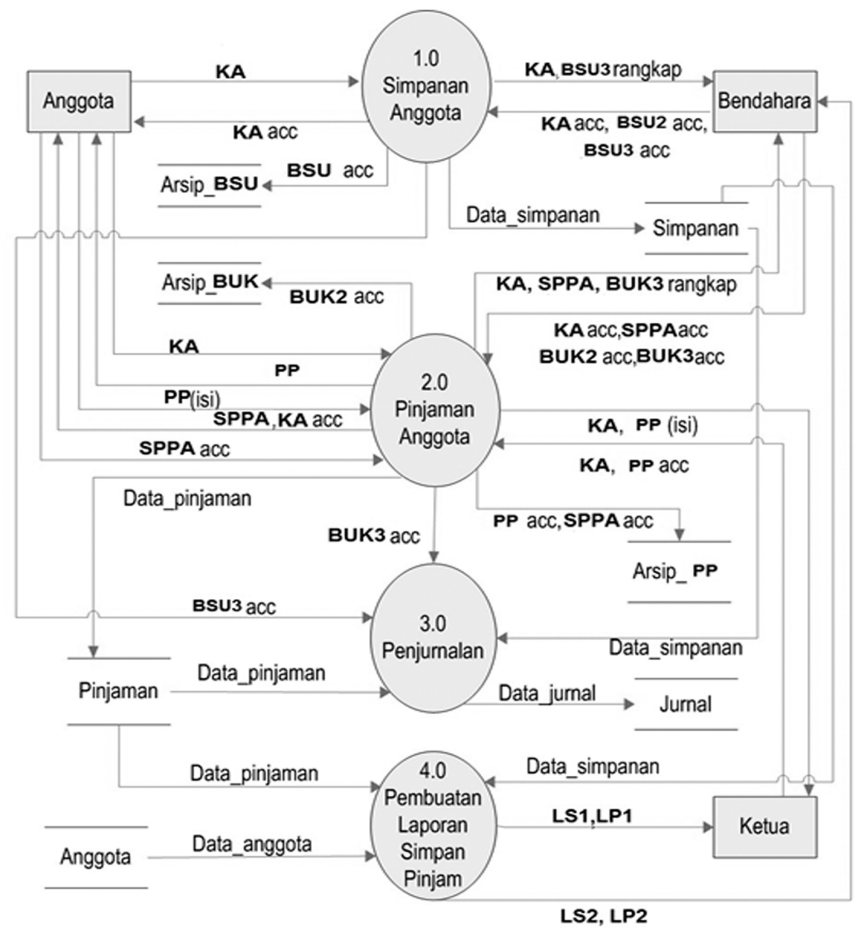 1.0
Simpanan
Anggota
KA
KA, BSU3 rangkap
Anggota
Bendahara
KA acc
KA acc, BSU2 acc,
BSU3 acc
Arsip_BSU
BSU acc
Data_simpanan
Simpanan
Arsip_BUK
BUK2 acc
KA, SPPA, BUK3 rangkap
KA acc,SPPA acc
BUK2 acc,BUK3 acc
KA
PP
PP(isi)
SPPA ,KA acc
SPPA acc
2.0
Pinjaman
Anggota
KA, PP (isi)
KA, PP acc
Data_pinjaman
PP acc,SPPA acc
BUK3 acc
Arsip_ PP
BSU3 acc
3.0
Penjurnalan
Data_simpanan
Pinjaman
Data_pinjaman
Data_jurnal
Jurnal
Data_pinjaman
4.0
Pembuatan
Laporan
Simpan
Pinjam
Data_simpanan
LS1,LP1
Ketua
Anggota
Data_anggota
LS2, LP2